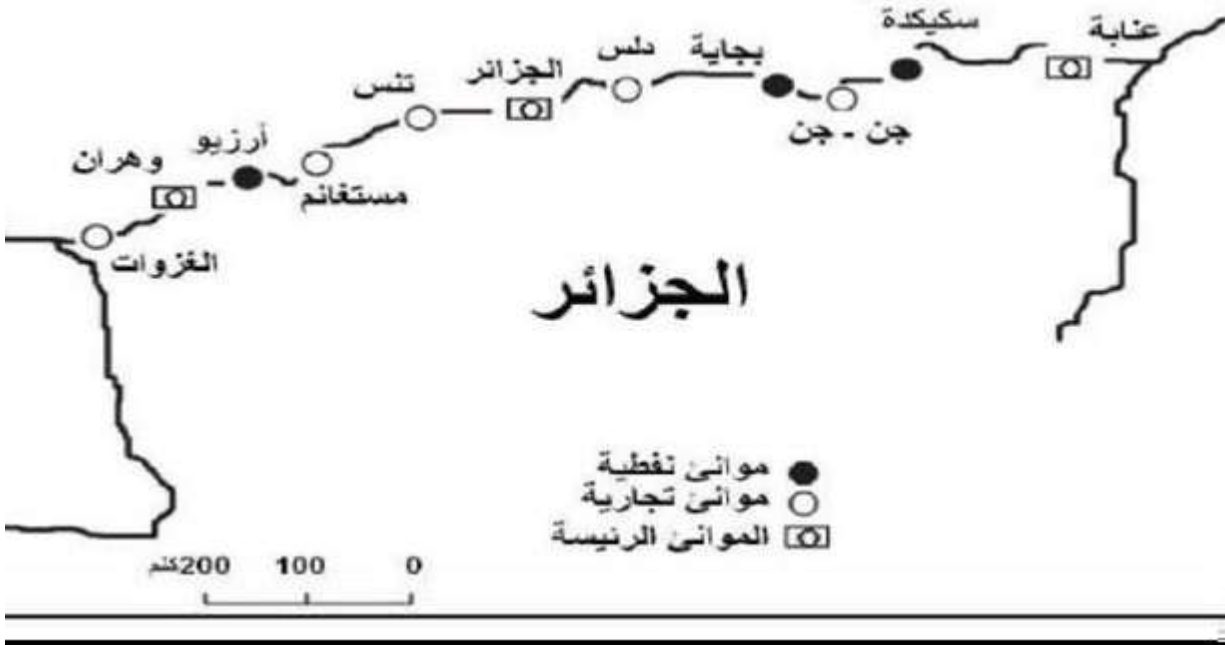 عنابة
سكيكدة
جن - جن
بجاية
دلس
الجزائر
تنس
مستغانم
أرزيو
وهران
الغزوات
الجزائر
موانئ نفطية
موانئ تجارية
الموانئ الرئيسة
0 100 200كلم